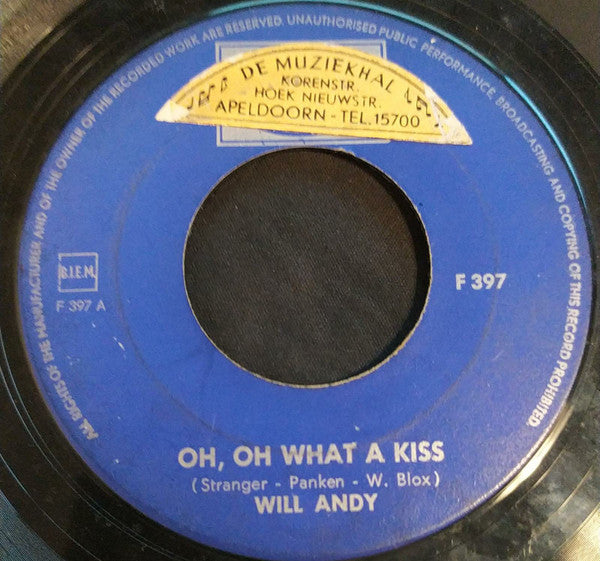 ALL RIGHTS OF THE MANUFACTURER AND OF THE OWNER OF THE RECORDED WORK ARE RESERVED. UNAUTHORISED PUBLIC PERFORMANCE, BROADCASTING AND COPYING OF THIS RECORD PROHIBITED.
DE MUZIEKHAL
KORENSTR.
HOEK NIEUWSTR.
APELDOORN - TEL. 15700
B.I.E.M.
F 397 A
F 397
OH, OH WHAT A KISS
(Stranger - Panken - W. Blox)
WILL ANDY